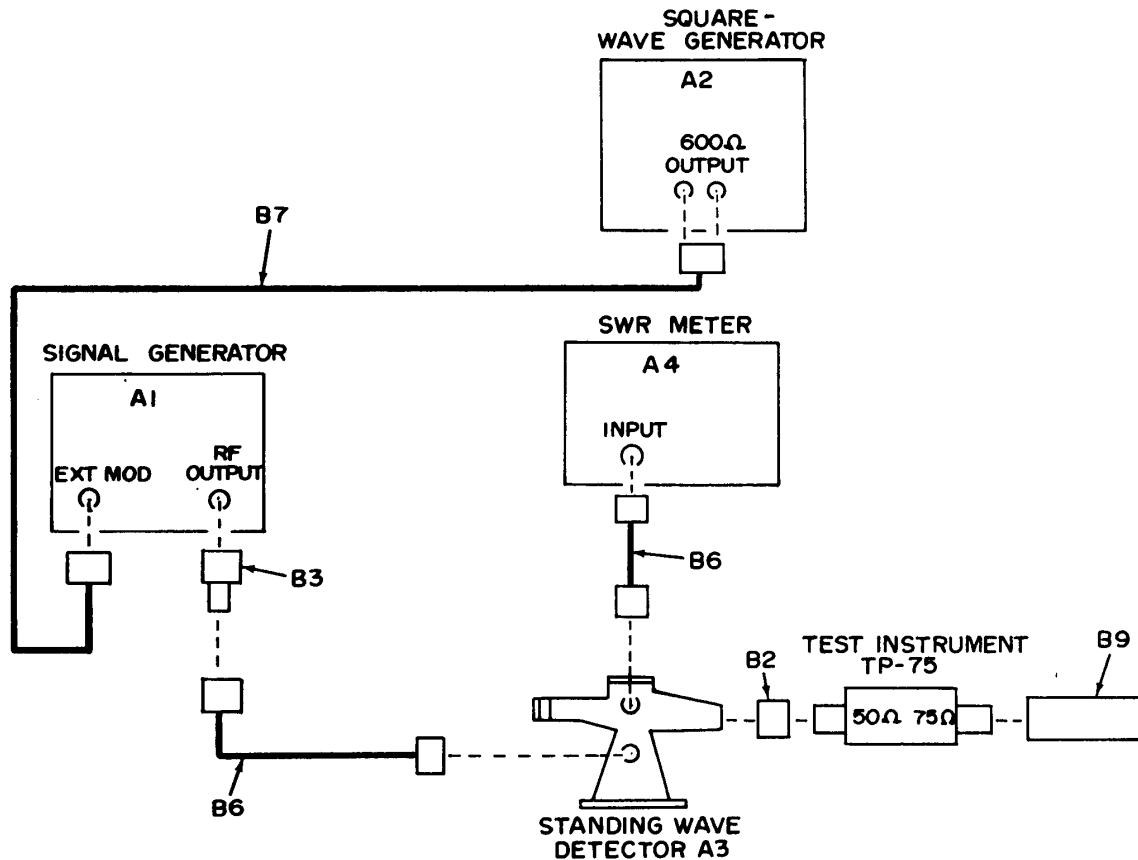 SQUARE-
WAVE GENERATOR
A2
600Ω
OUTPUT
B7
SWR METER
A4
INPUT
SIGNAL GENERATOR
A1
EXT MOD
RF
OUTPUT
B3
B6
B6
TEST INSTRUMENT
TP-75
B2
50Ω 75Ω
B9
STANDING WAVE
DETECTOR A3